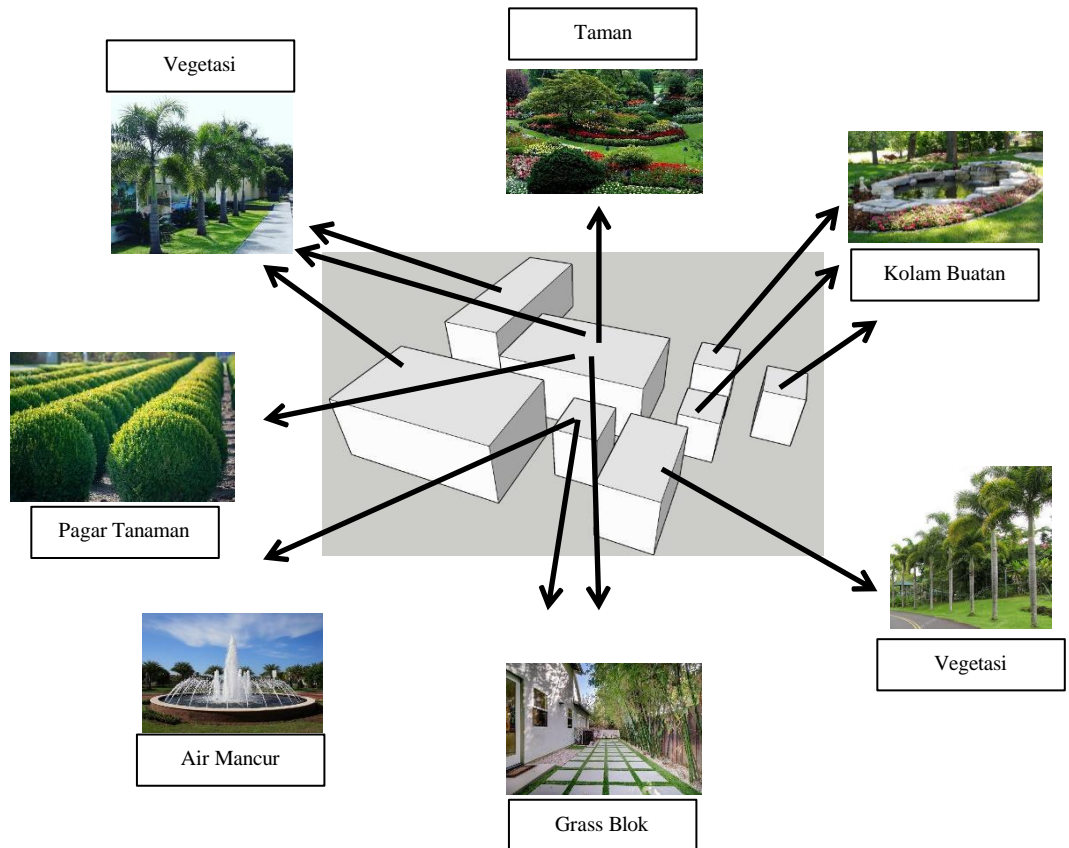 Taman
Vegetasi
Kolam Buatan
Pagar Tanaman
Vegetasi
Air Mancur
Grass Blok